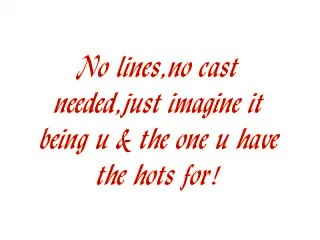 No lines,no cast
needed,just imagine it
being u & the one u have
the hots for!